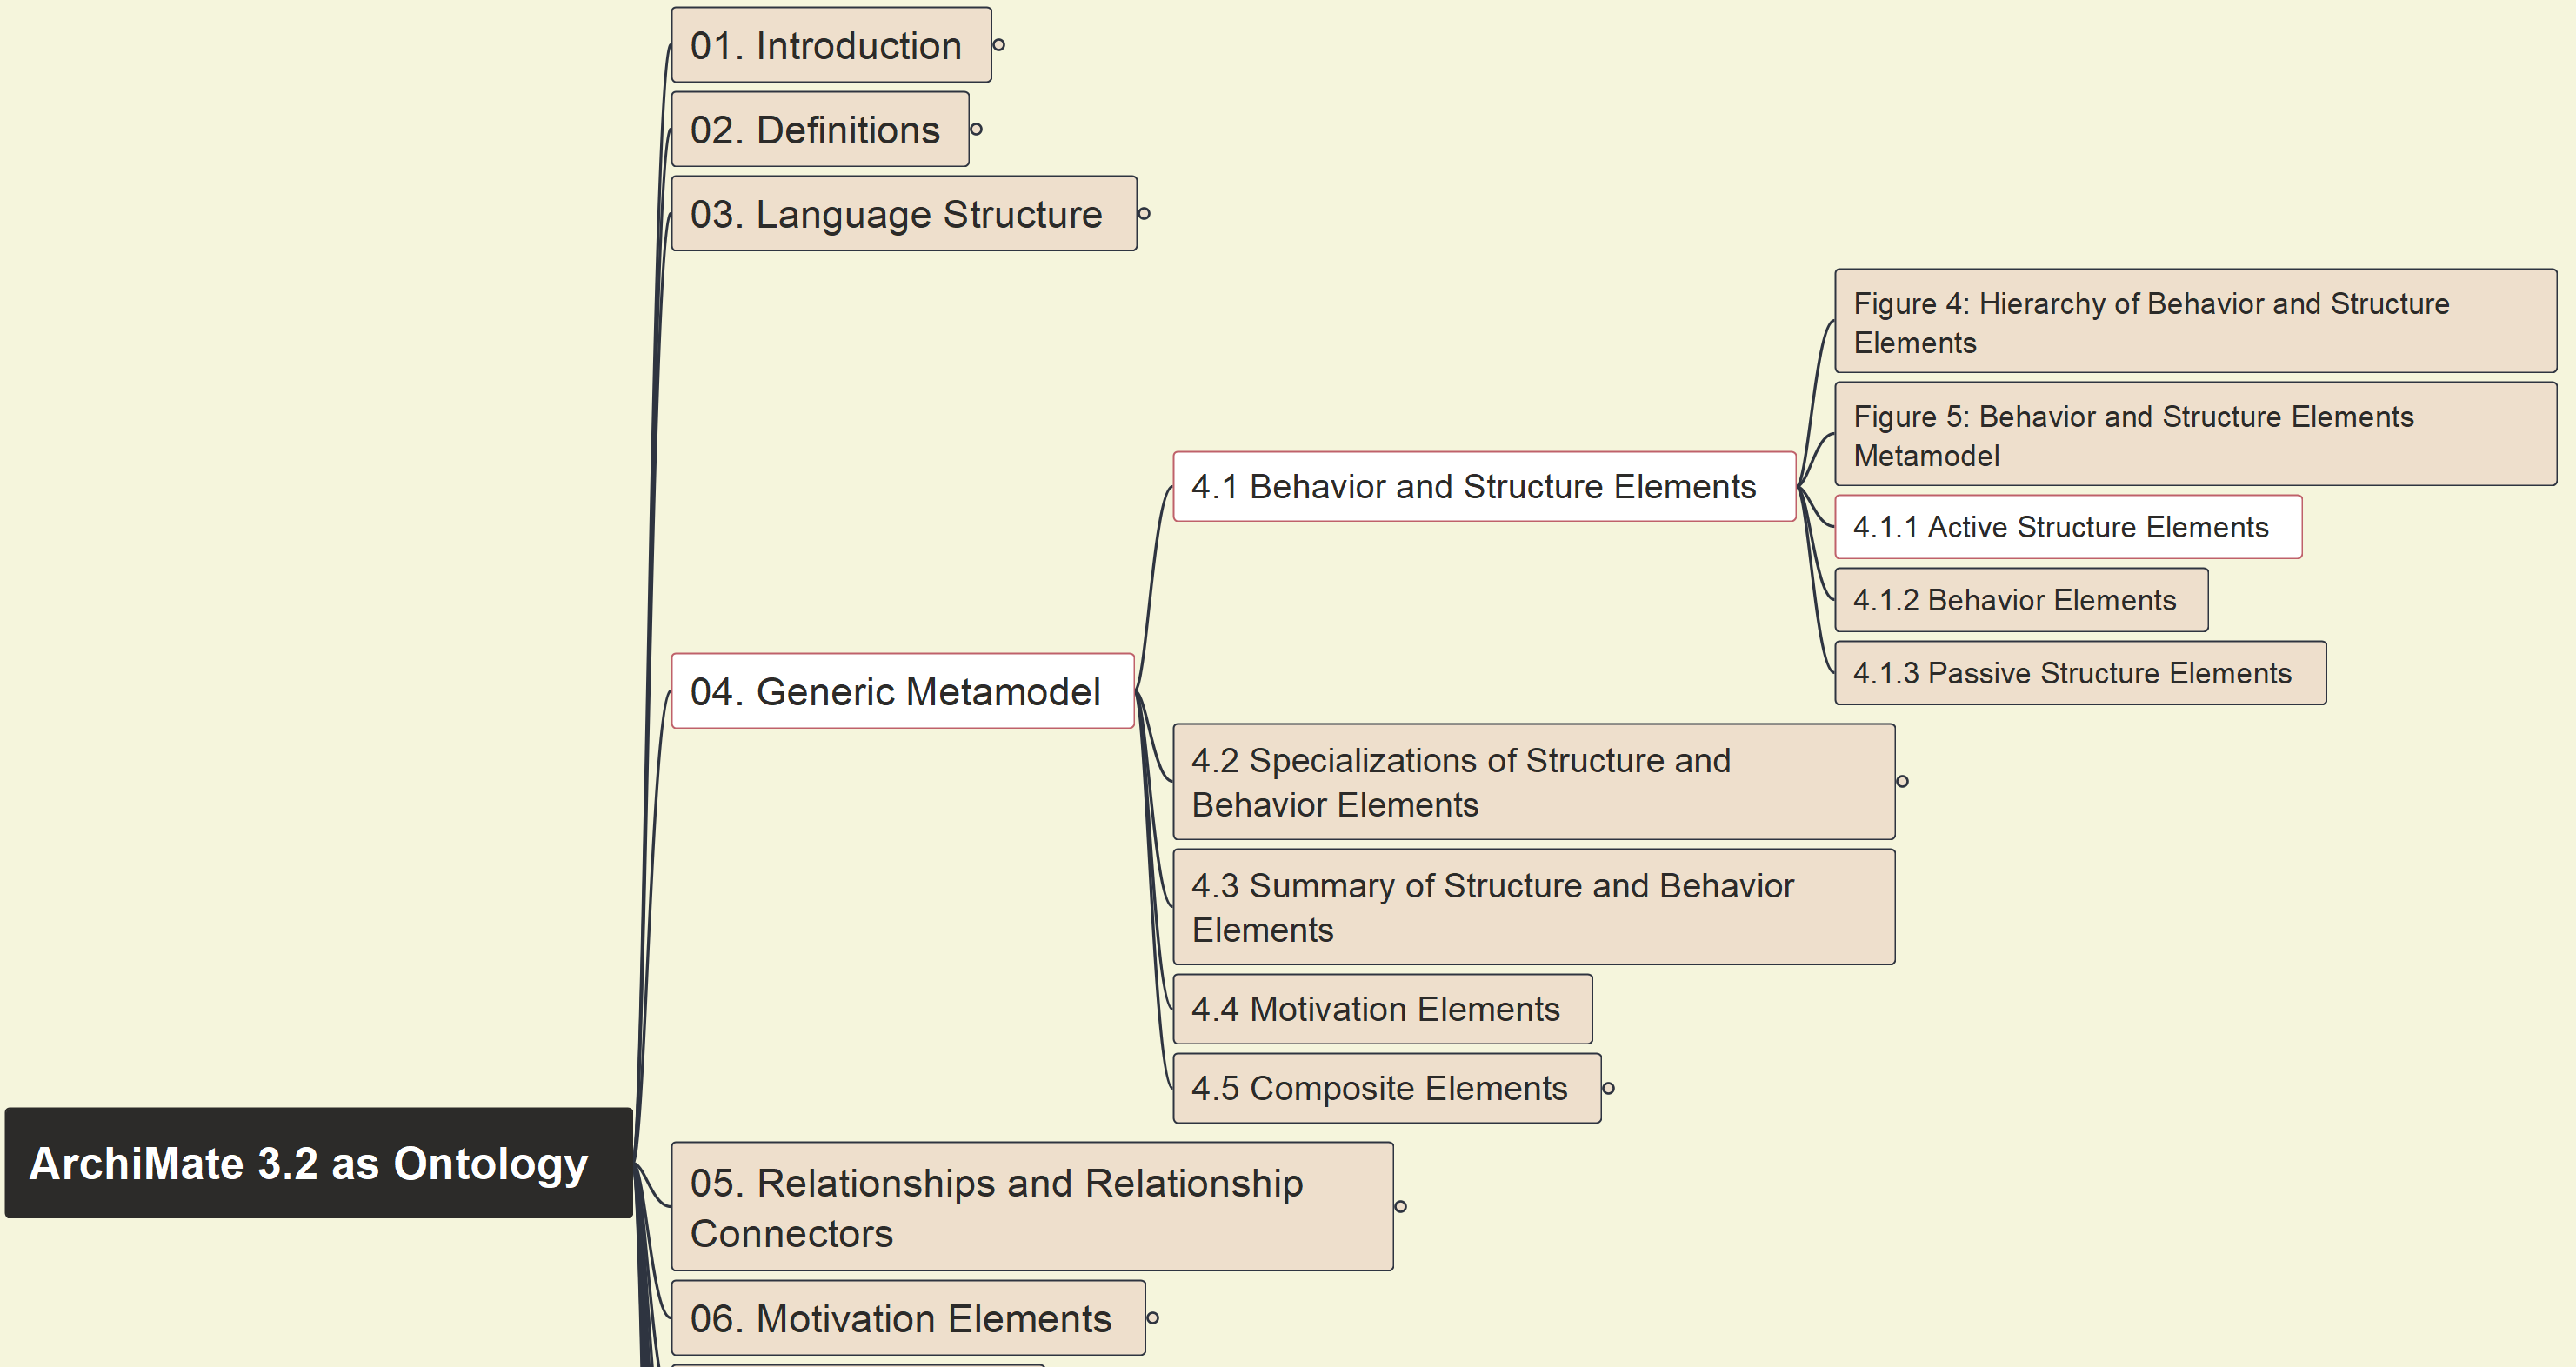 01. Introduction
02. Definitions
03. Language Structure
Figure 4: Hierarchy of Behavior and Structure
Elements
Figure 5: Behavior and Structure Elements
Metamodel
4.1 Behavior and Structure Elements
4.1.1 Active Structure Elements
4.1.2 Behavior Elements
4.1.3 Passive Structure Elements
04. Generic Metamodel
4.2 Specializations of Structure and
Behavior Elements
4.3 Summary of Structure and Behavior
Elements
4.4 Motivation Elements
4.5 Composite Elements
ArchiMate 3.2 as Ontology
05. Relationships and Relationship
Connectors
06. Motivation Elements